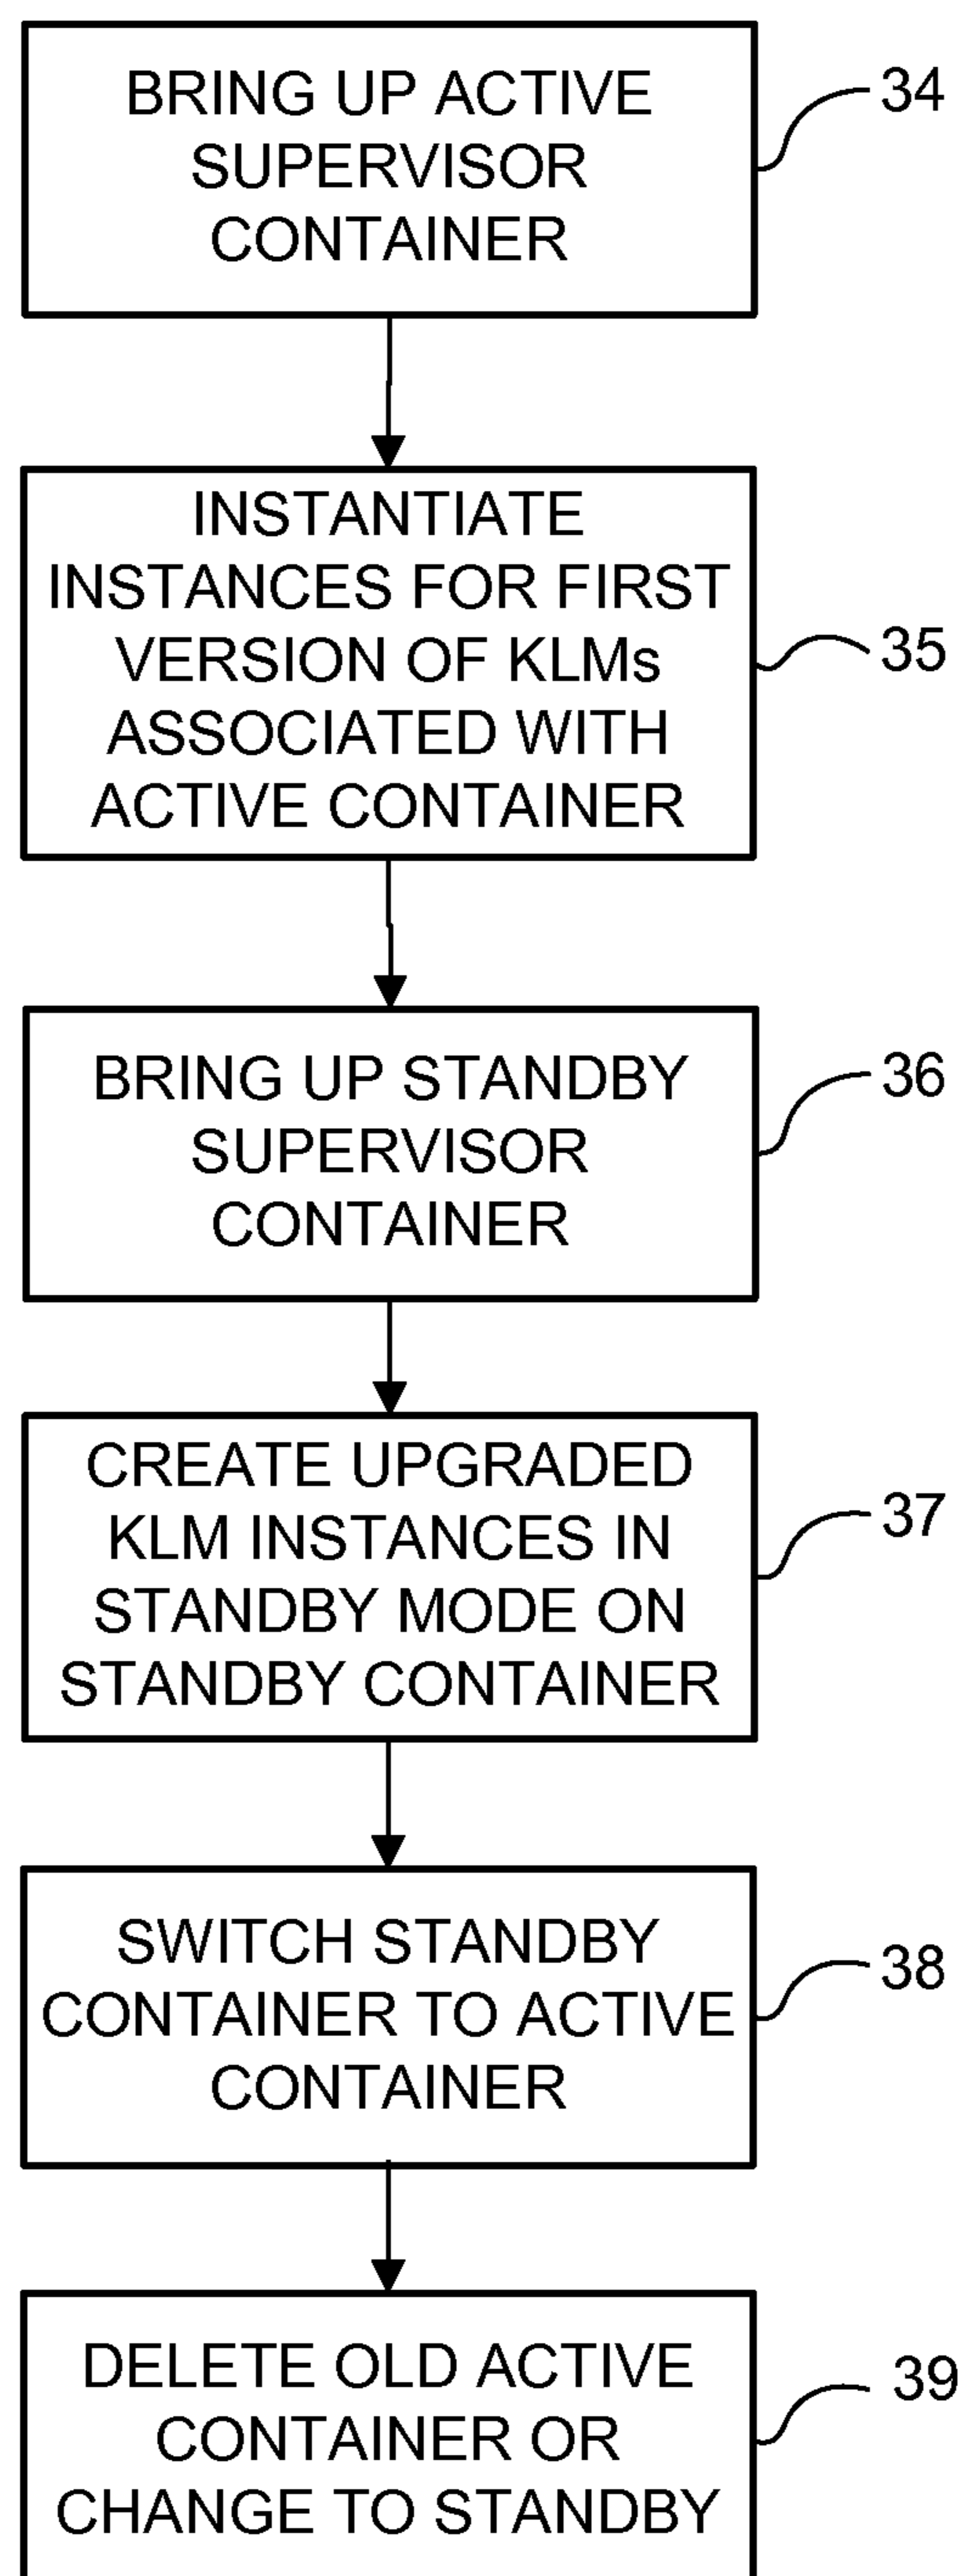 BRING UP ACTIVE
SUPERVISOR
CONTAINER
34
INSTANTIATE
INSTANCES FOR FIRST
VERSION OF KLMs
ASSOCIATED WITH
ACTIVE CONTAINER
35
BRING UP STANDBY
SUPERVISOR
CONTAINER
36
CREATE UPGRADED
KLM INSTANCES IN
STANDBY MODE ON
STANDBY CONTAINER
37
SWITCH STANDBY
CONTAINER TO ACTIVE
CONTAINER
38
DELETE OLD ACTIVE
CONTAINER OR
CHANGE TO STANDBY
39